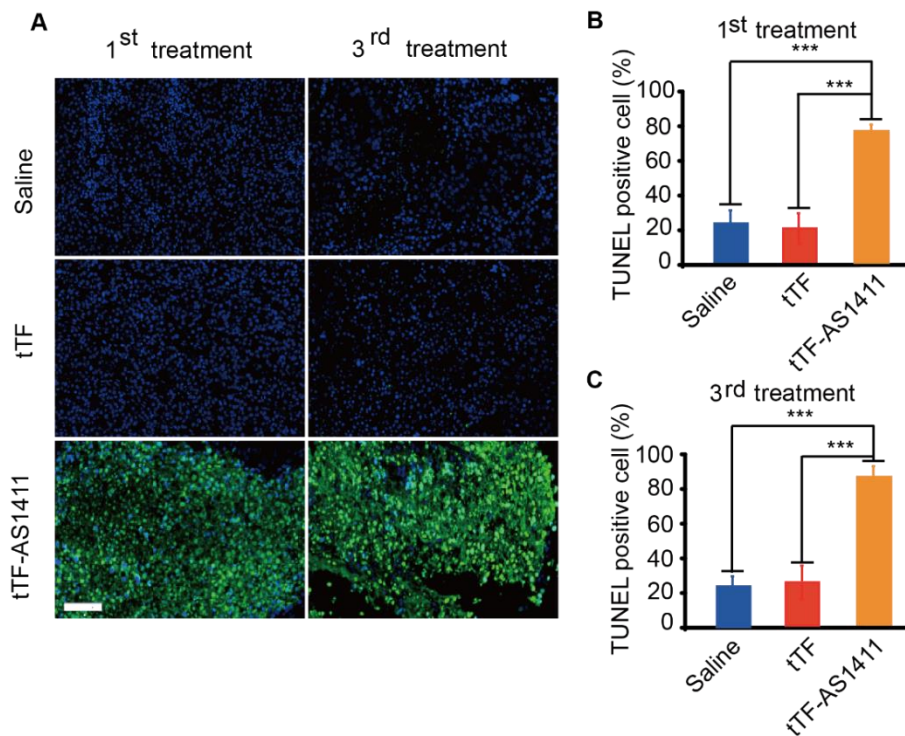 A
1st treatment
3rd treatment
Saline
tTF
tTF-AS1411
B
1st treatment
***
***
TUNEL positive cell (%)
100
80
60
40
20
0
Saline
tTF
tTF-AS1411
C
3rd treatment
***
***
TUNEL positive cell (%)
100
80
60
40
20
0
Saline
tTF
tTF-AS1411